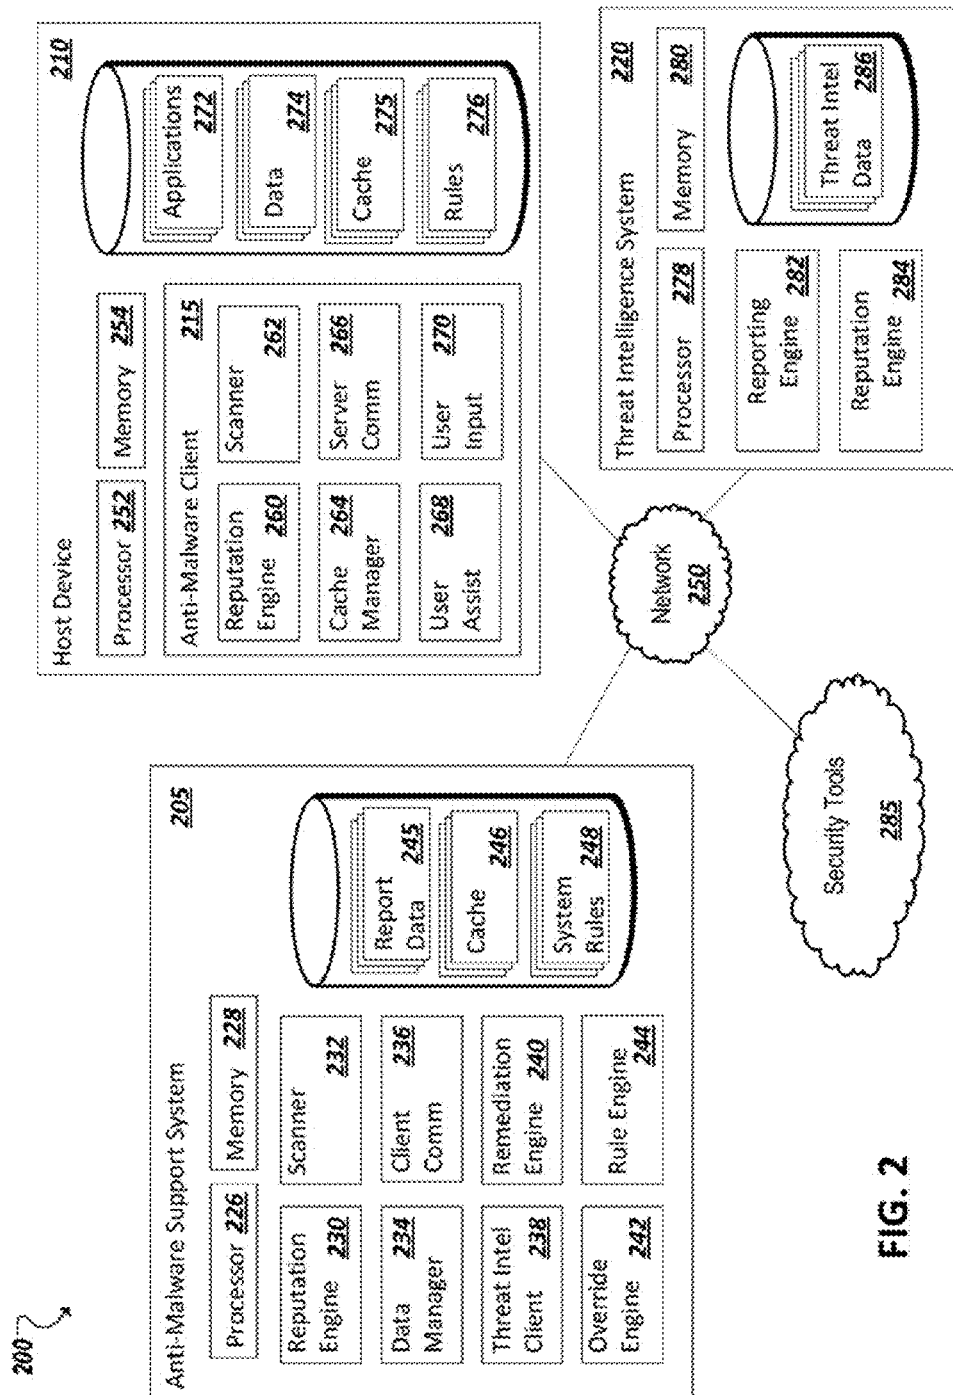 200
Anti-Malware Support System
205
Processor 226
Memory 228
Reputation
Engine 230
Scanner
232
Data 234
Manager
Client 236
Comm
Threat Intel
Client 238
Remediation
Engine 240
Override
Engine 242
Rule Engine
244
Report
Data 245
Cache
246
System
Rules 248
Host Device
210
Processor 252
Memory 254
Anti-Malware Client 215
Reputation
Engine 260
Scanner
262
Cache 264
Manager
Server 266
Comm
User 268
Assist
User 270
Input
Applications
272
Data
274
Cache
275
Rules
276
Network
250
Security Tools
285
Threat Intelligence System 220
Processor 278
Memory 280
Reporting
Engine 282
Reputation
Engine 284
Threat Intel
Data 286
FIG. 2